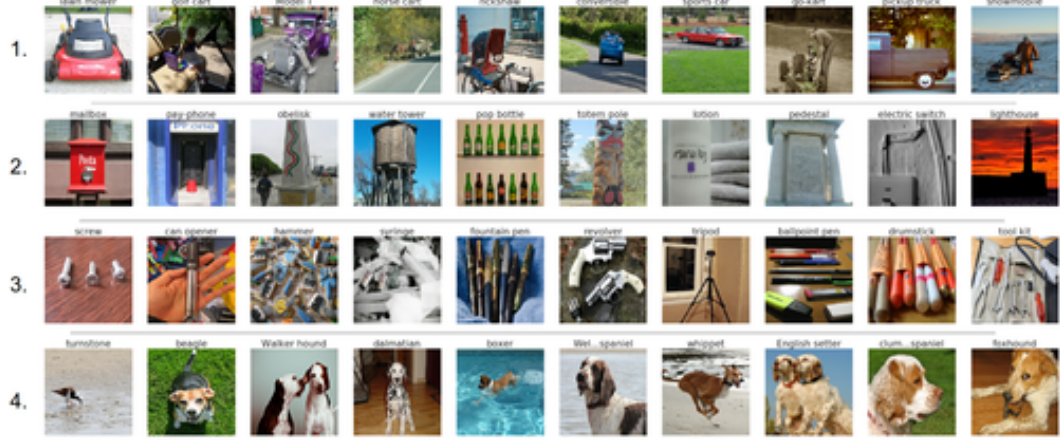 1. lawn mower golf cart Model T horse cart rickshaw convertible sports car go-kart pickup truck snowmobile
2. mailbox pay-phone obelisk water tower pop bottle totem pole lotion pedestal electric switch lighthouse
3. screw can opener hammer syringe fountain pen revolver tripod ballpoint pen drumstick tool kit
4. turnstone beagle Walker hound dalmatian boxer Wel...spaniel whippet English setter clum...spaniel foxhound